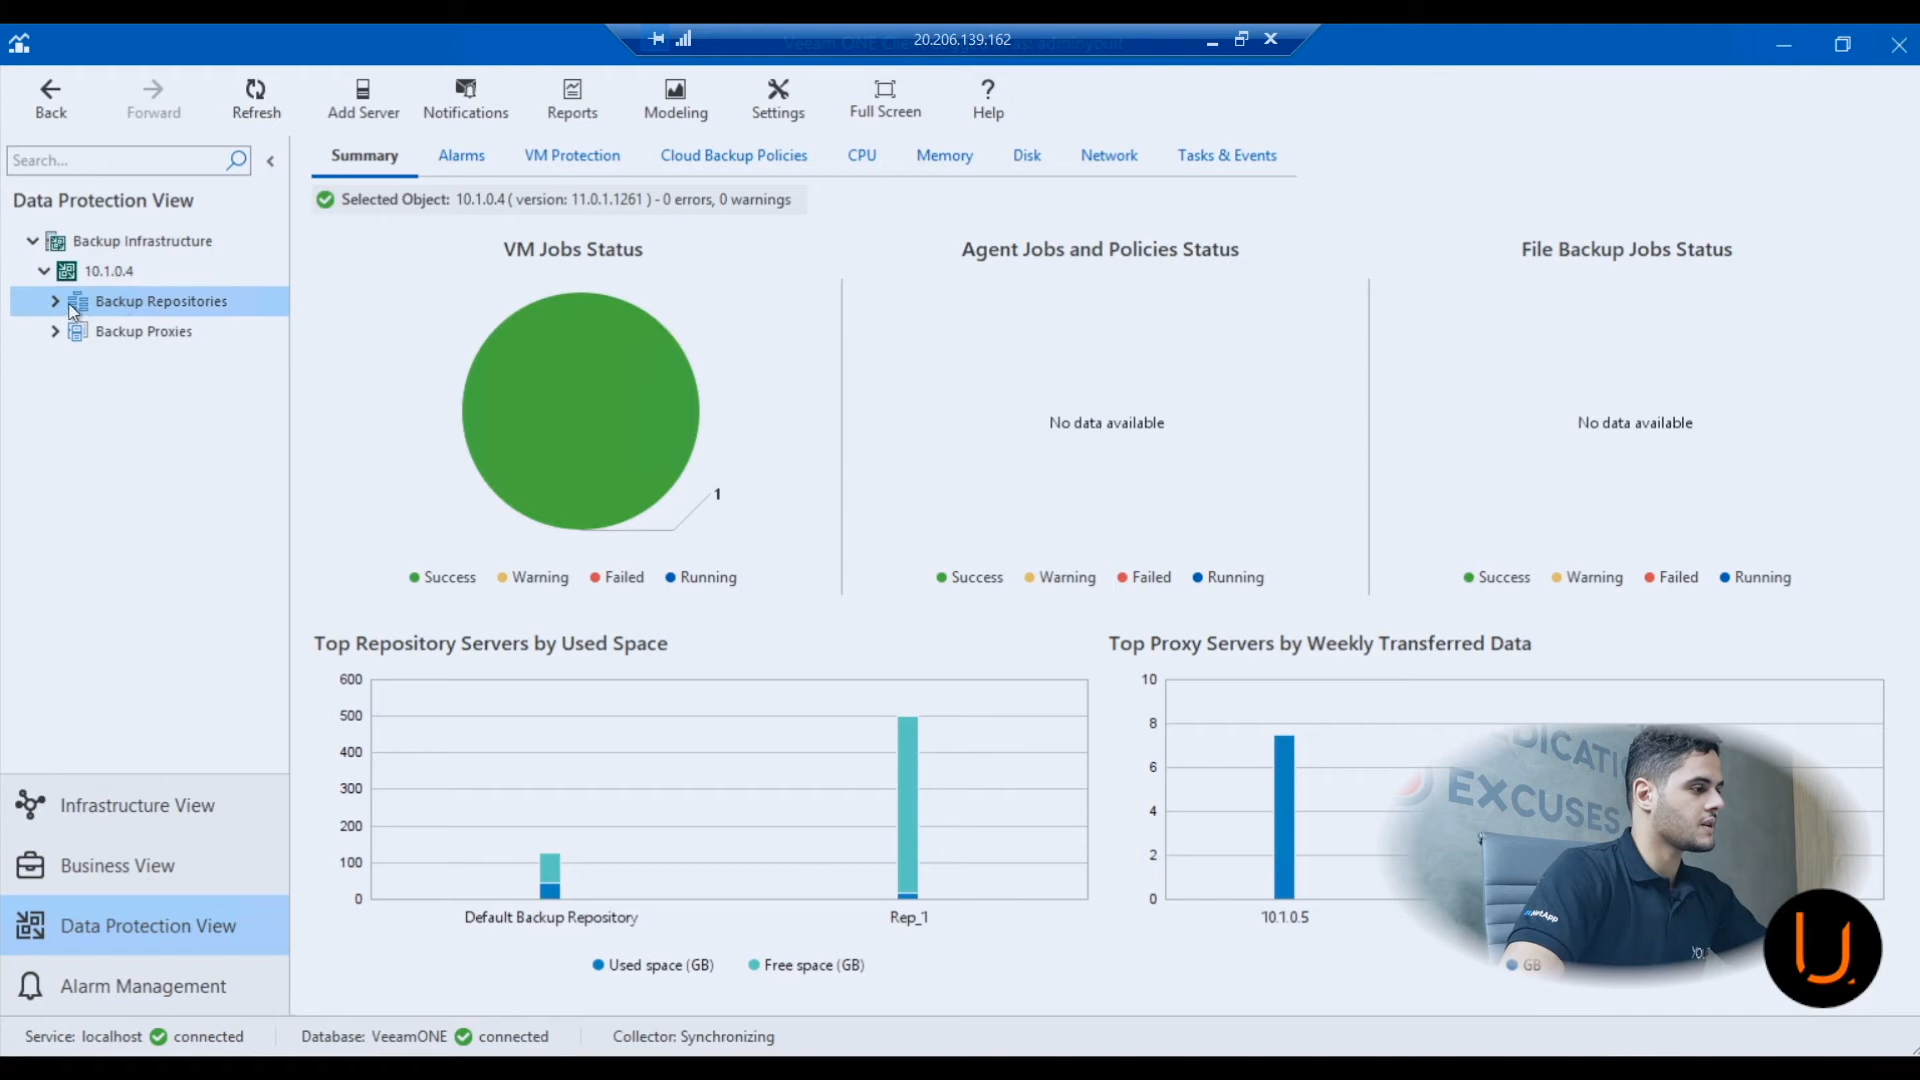 20.206.139.162
Back
Forward
Refresh
Add Server
Notifications
Reports
Modeling
Settings
Full Screen
Help
Search...
Summary
Alarms
VM Protection
Cloud Backup Policies
CPU
Memory
Disk
Network
Tasks & Events
Data Protection View
Selected Object: 10.1.0.4 ( version: 11.0.1.1261 ) - 0 errors, 0 warnings
Backup Infrastructure
10.1.0.4
Backup Repositories
Backup Proxies
VM Jobs Status
1
Success
Warning
Failed
Running
Agent Jobs and Policies Status
No data available
Success
Warning
Failed
Running
File Backup Jobs Status
No data available
Success
Warning
Failed
Running
Top Repository Servers by Used Space
600
500
400
300
200
100
0
Default Backup Repository
Rep_1
Used space (GB)
Free space (GB)
Top Proxy Servers by Weekly Transferred Data
10
8
6
4
2
0
10.1.0.5
GB
EXCUSES
NetApp
Infrastructure View
Business View
Data Protection View
Alarm Management
Service: localhost connected
Database: VeeamONE connected
Collector: Synchronizing